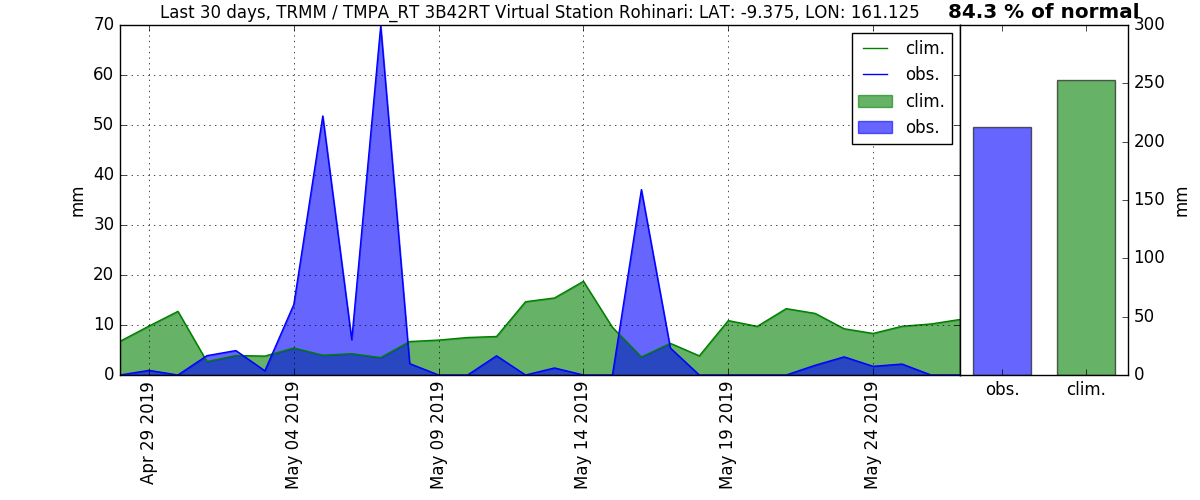 Last 30 days, TRMM / TMPA_RT 3B42RT Virtual Station Rohinari: LAT: -9.375, LON: 161.125
84.3 % of normal
70
60
50
40
30
20
10
0
mm
clim.
obs.
clim.
obs.
300
250
200
150
100
50
0
mm
Apr 29 2019
May 04 2019
May 09 2019
May 14 2019
May 19 2019
May 24 2019
obs.
clim.